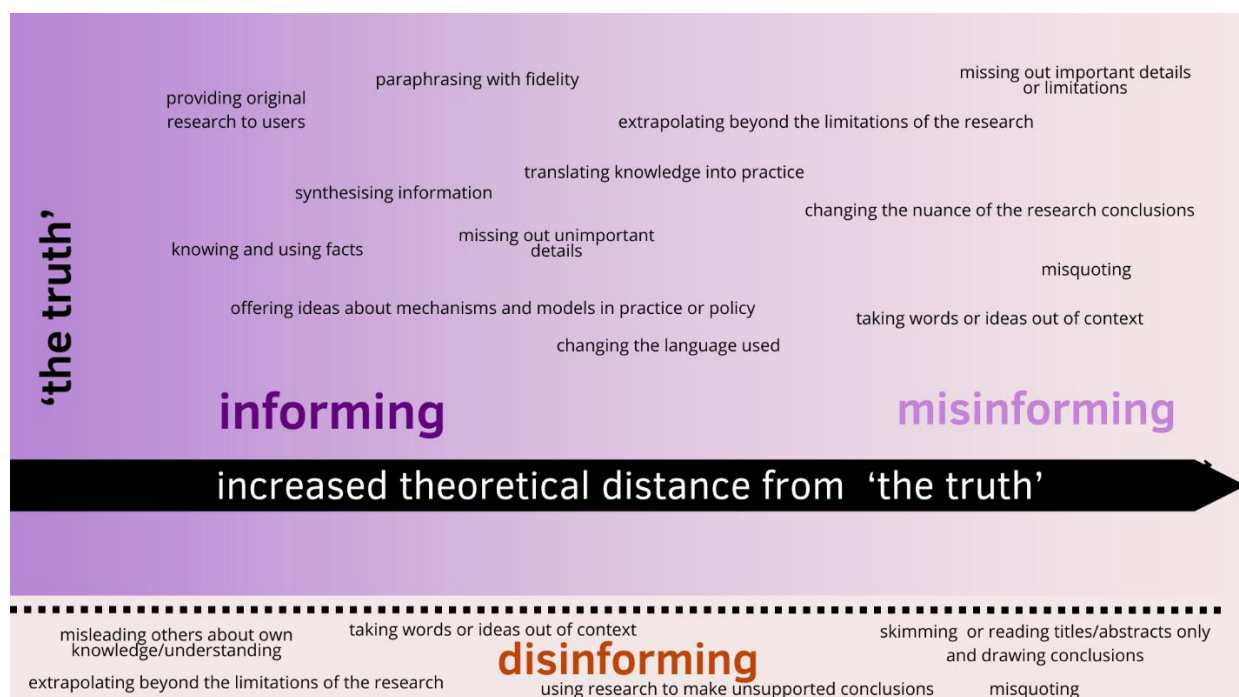 paraphrasing with fidelity
missing out important details
or limitations
providing original
research to users
extrapolating beyond the limitations of the research
translating knowledge into practice
synthesising information
changing the nuance of the research conclusions
‘the truth’
knowing and using facts
missing out unimportant
details
misquoting
offering ideas about mechanisms and models in practice or policy
taking words or ideas out of context
changing the language used
informing
misinforming
increased theoretical distance from ‘the truth’
misleading others about own
knowledge/understanding
taking words or ideas out of context
disinforming
skimming or reading titles/abstracts only
and drawing conclusions
extrapolating beyond the limitations of the research
using research to make unsupported conclusions
misquoting